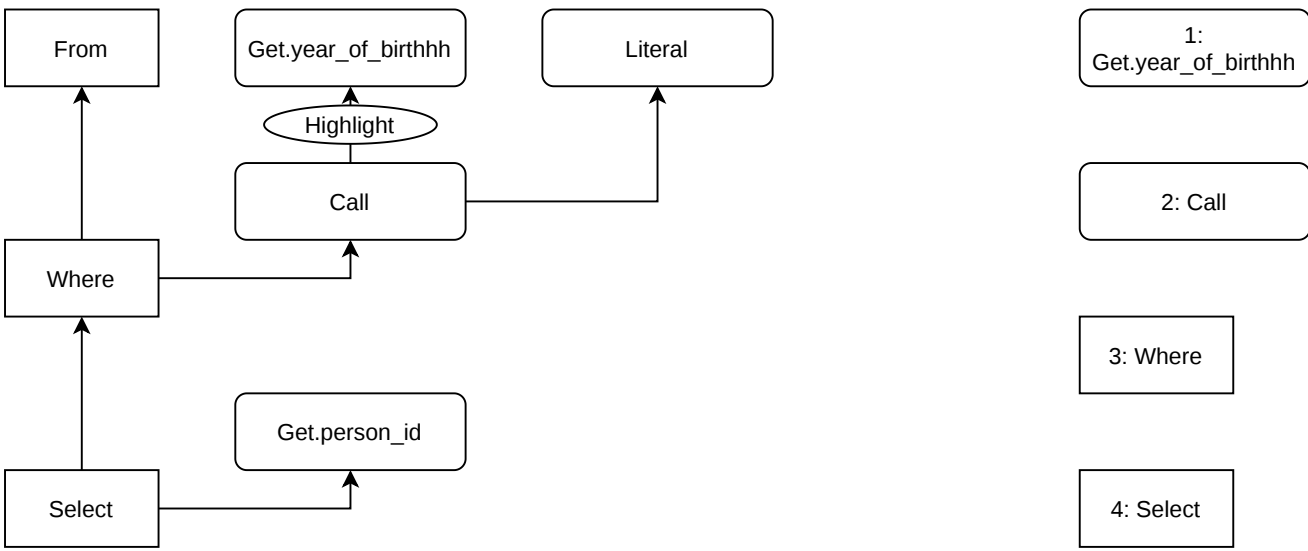 From
Get.year_of_birthhh
Literal
1:
Get.year_of_birthhh
Highlight
Call
2: Call
Where
3: Where
Get.person_id
Select
4: Select